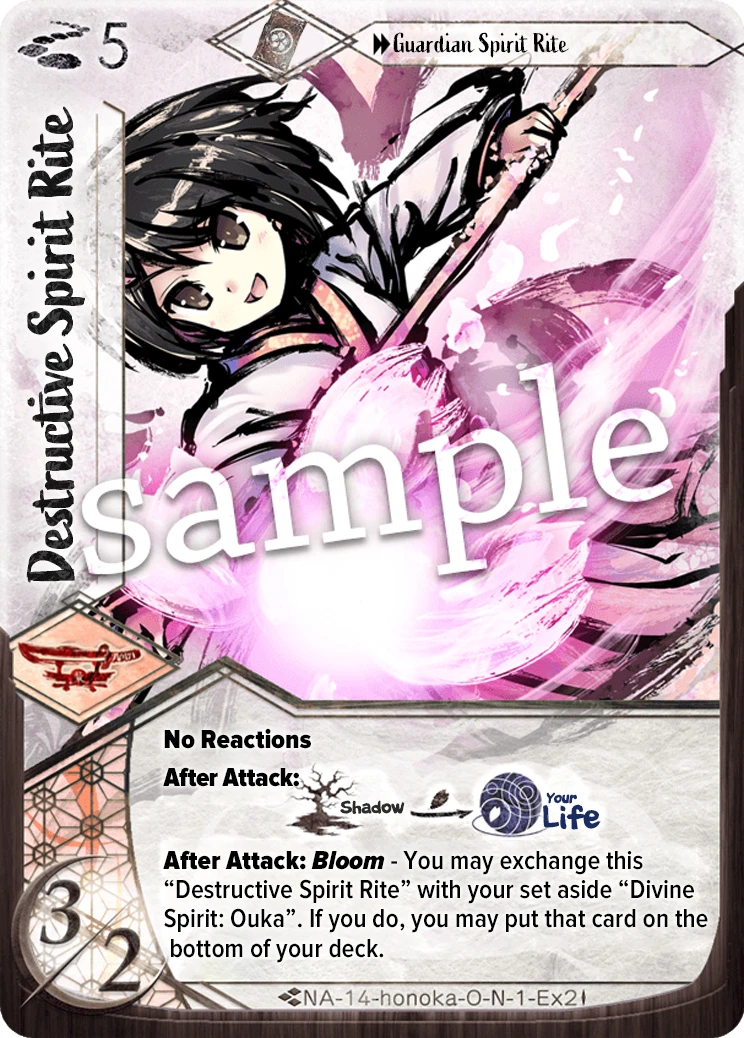 5
Guardian Spirit Rite
Destructive Spirit Rite
sample
No Reactions
After Attack:
Shadow
Your
Life
After Attack: Bloom - You may exchange this
“Destructive Spirit Rite” with your set aside “Divine
Spirit: Ouka”. If you do, you may put that card on the
bottom of your deck.
3/2
NA-14-honoka-O-N-1-Ex2